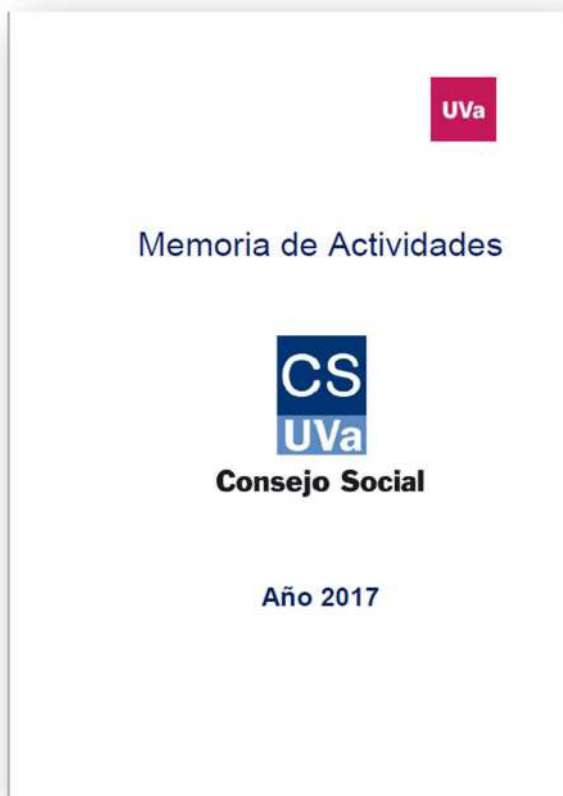 UVa
Memoria de Actividades
CS
UVa
Consejo Social
Año 2017